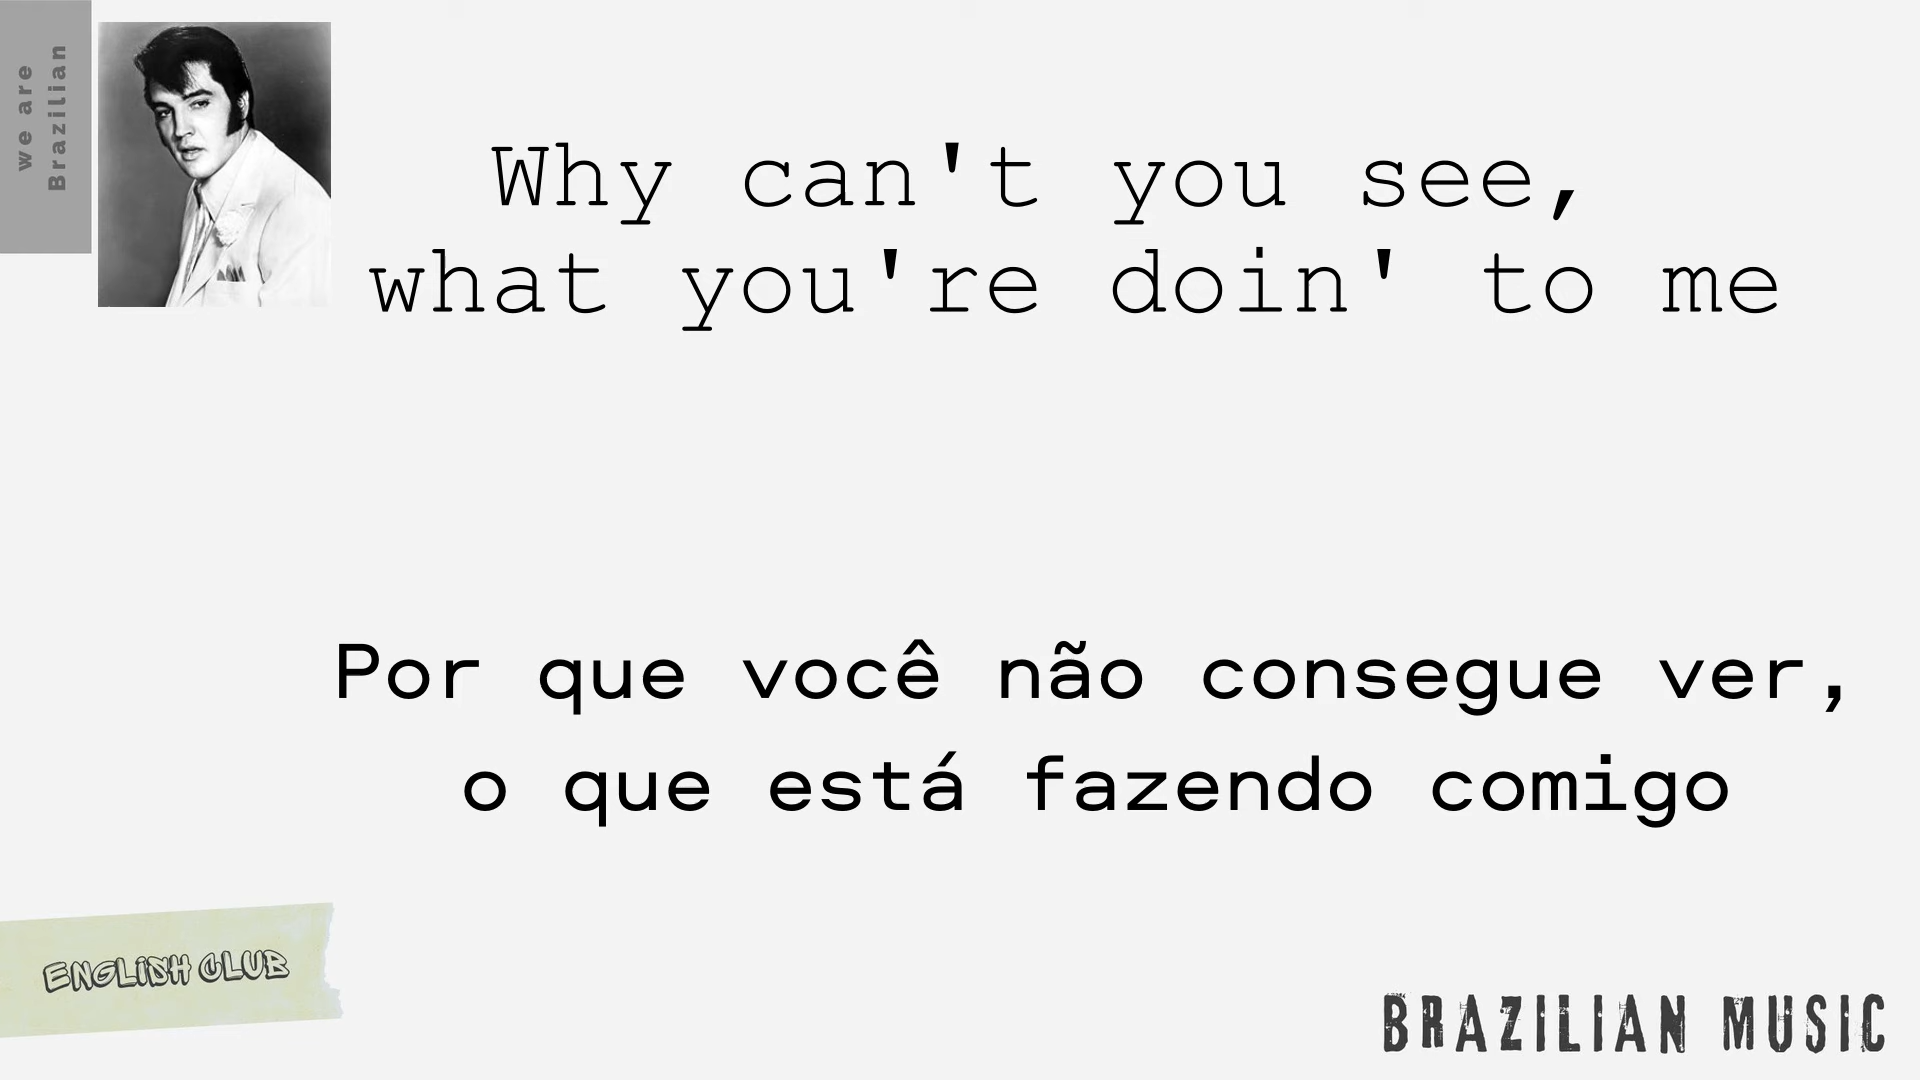 we are
Brazilian
Why can't you see,
what you're doin' to me
Por que você não consegue ver,
o que está fazendo comigo
ENGLISH CLUB
BRAZILIAN MUSIC